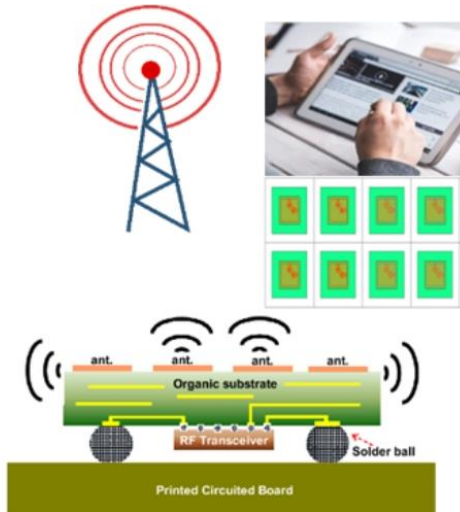 ant.
ant.
ant.
ant.
Organic substrate
RF Transceiver
Solder ball
Printed Circuited Board